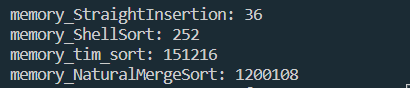 memory_StraightInsertion: 36
memory_ShellSort: 252
memory_tim_sort: 151216
memory_NaturalMergeSort: 1200108